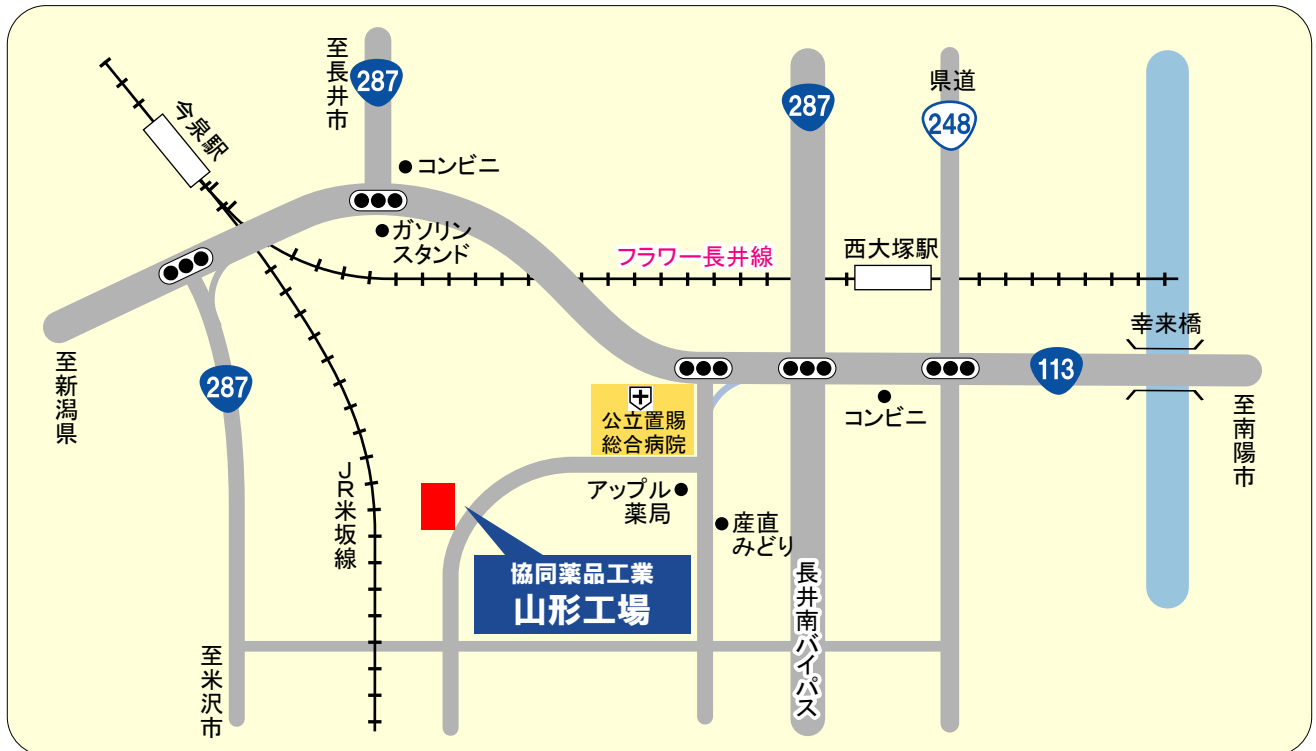 至長井市
287
287
県道
248
今泉駅
コンビニ
ガソリン
スタンド
フラワー長井線
西大塚駅
幸来橋
至新潟県
287
113
公立置賜
総合病院
コンビニ
至南陽市
JR米坂線
アップル
薬局
産直
みどり
協同薬品工業
山形工場
長井南バイパス
至米沢市